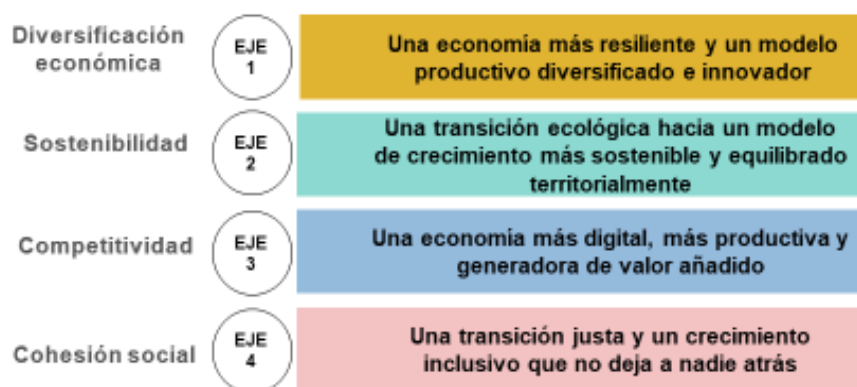 Diversificación
económica
EJE
1
Una economía más resiliente y un modelo
productivo diversificado e innovador
Sostenibilidad
EJE
2
Una transición ecológica hacia un modelo
de crecimiento más sostenible y equilibrado
territorialmente
Competitividad
EJE
3
Una economía más digital, más productiva y
generadora de valor añadido
Cohesión social
EJE
4
Una transición justa y un crecimiento
inclusivo que no deja a nadie atrás